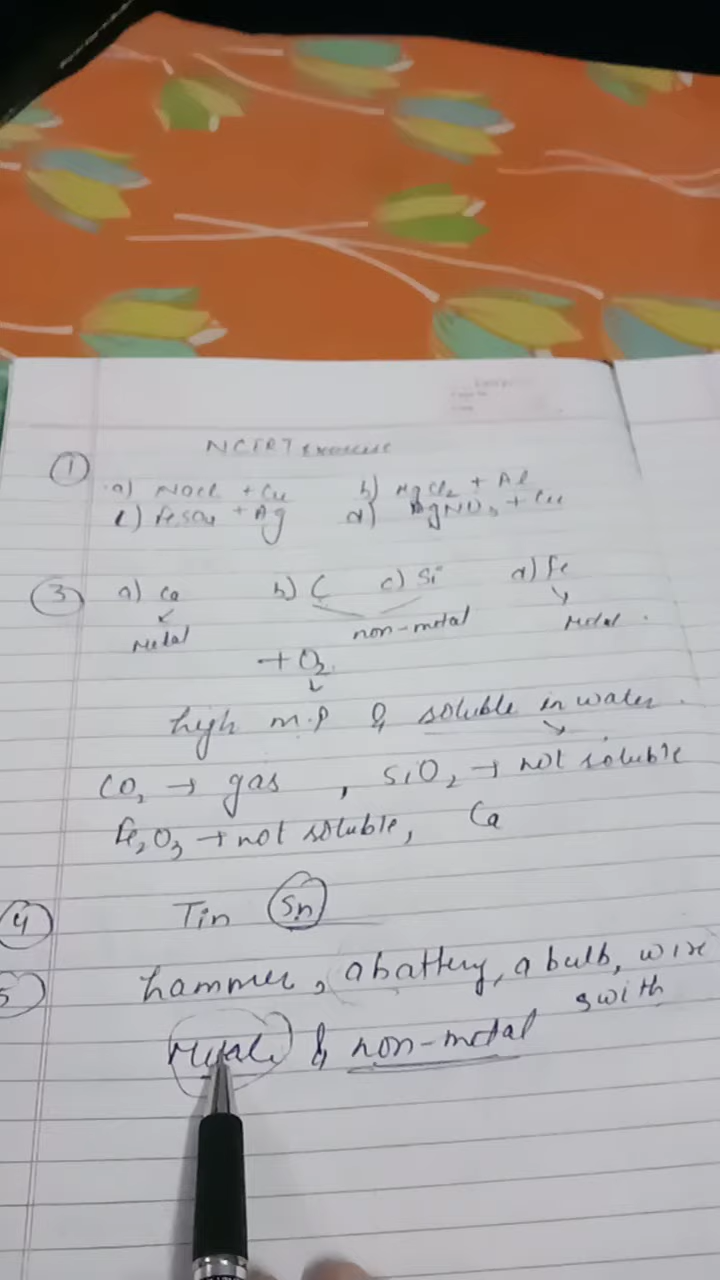 NCERT Exercise
① a) NaCl + Cu b) MgCl₂ + Al
c) FeSO₄ + Ag d) AgNO₃ + Cu
③ a) Ca b) C c) Si d) Fe
Metal non-metal Metal
+ O₂
high m.p & soluble in water.
CO₂ → gas, SiO₂ → not soluble
Fe₂O₃ → not soluble, Ca
④ Tin Sn
5 hammer, a battery, a bulb, wire
swith
Metal & non-metal